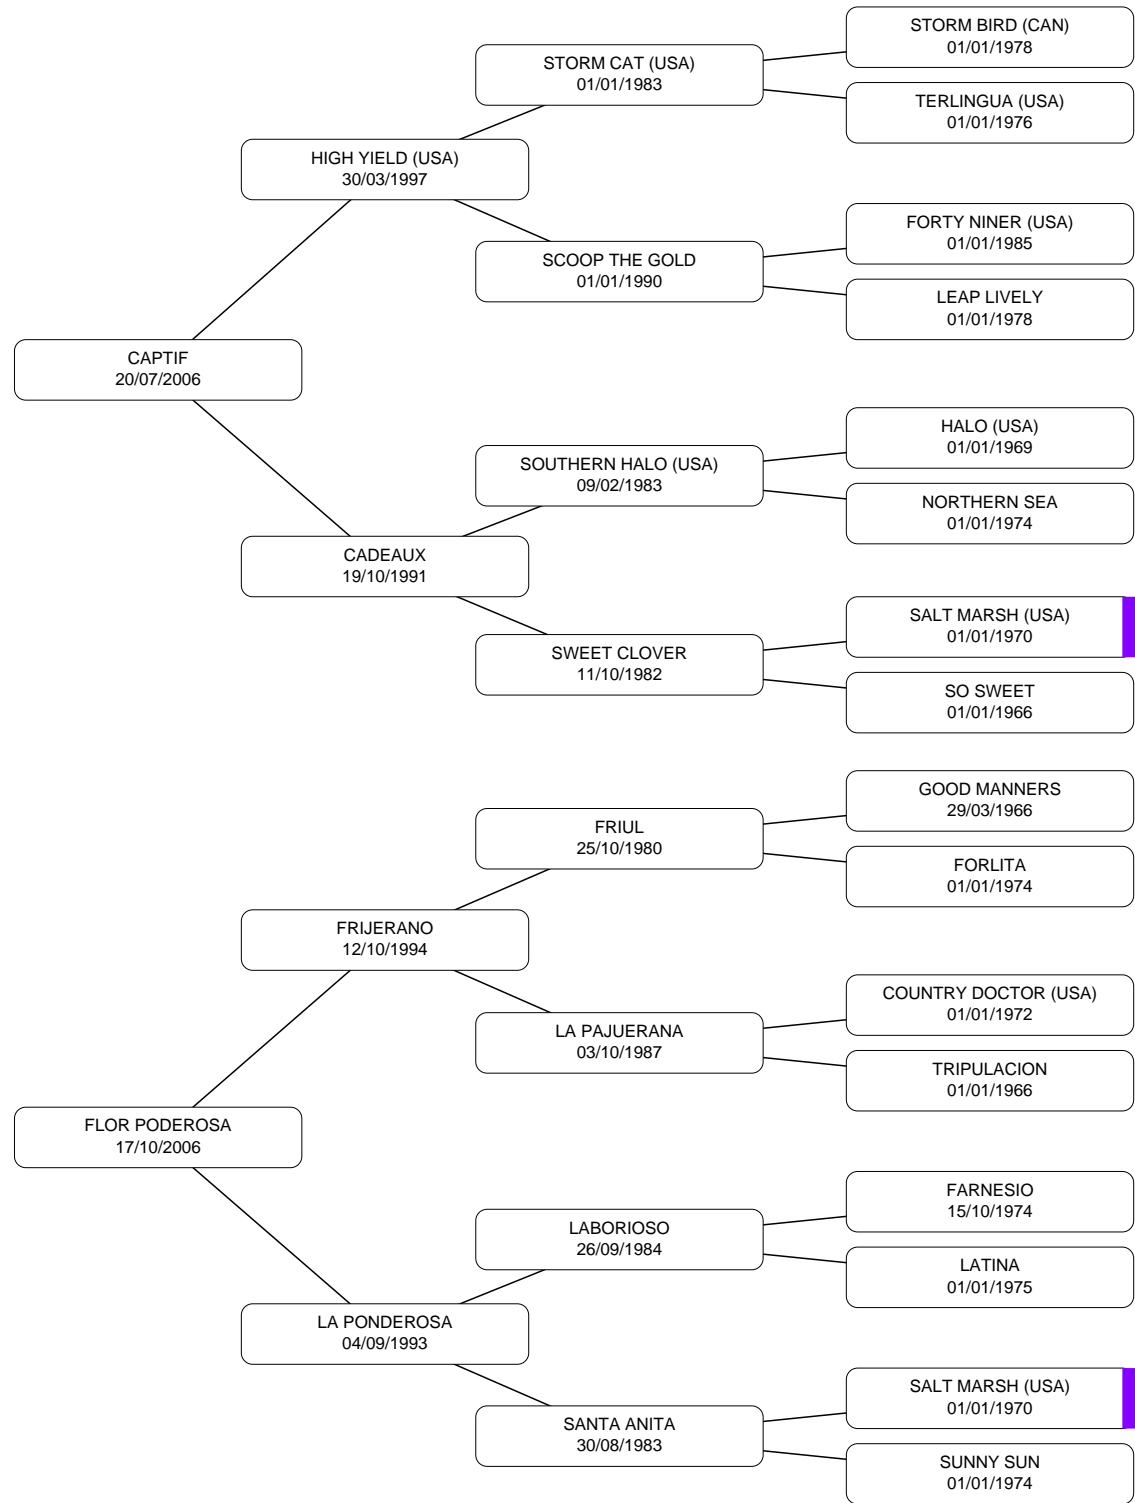 STORM BIRD (CAN)
01/01/1978
STORM CAT (USA)
01/01/1983
TERLINGUA (USA)
01/01/1976
HIGH YIELD (USA)
30/03/1997
FORTY NINER (USA)
01/01/1985
SCOOP THE GOLD
01/01/1990
LEAP LIVELY
01/01/1978
CAPTIF
20/07/2006
HALO (USA)
01/01/1969
SOUTHERN HALO (USA)
09/02/1983
NORTHERN SEA
01/01/1974
CADEAUX
19/10/1991
SALT MARSH (USA)
01/01/1970
SWEET CLOVER
11/10/1982
SO SWEET
01/01/1966
GOOD MANNERS
29/03/1966
FRIUL
25/10/1980
FORLITA
01/01/1974
FRIJERANO
12/10/1994
COUNTRY DOCTOR (USA)
01/01/1972
LA PAJUERANA
03/10/1987
TRIPULACION
01/01/1966
FLOR PODEROSA
17/10/2006
FARNESIO
15/10/1974
LABORIOSO
26/09/1984
LATINA
01/01/1975
LA PONDEROSA
04/09/1993
SALT MARSH (USA)
01/01/1970
SANTA ANITA
30/08/1983
SUNNY SUN
01/01/1974